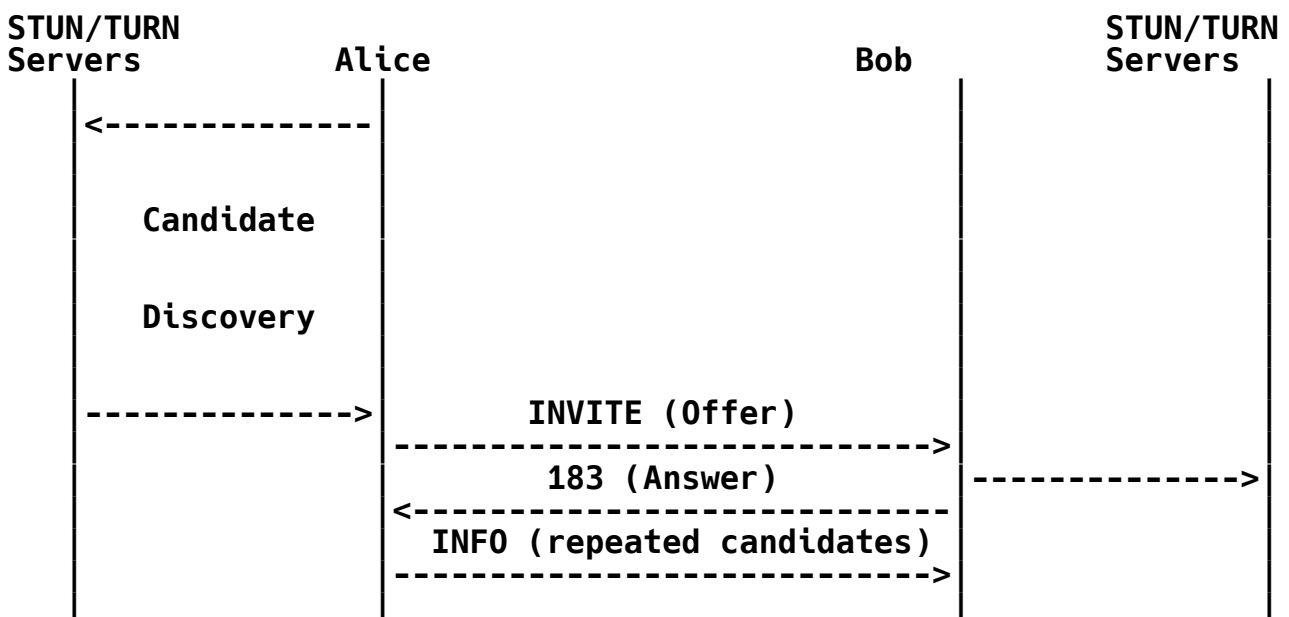 STUN/TURN STUN/TURN
Servers Alice Bob Servers
Candidate
Discovery
INVITE (Offer)
183 (Answer)
INFO (repeated candidates)